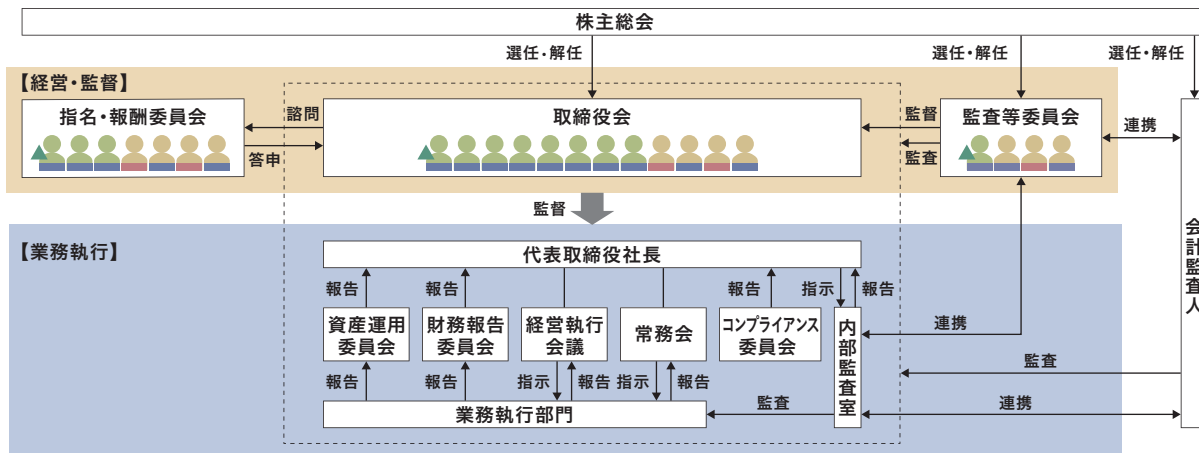 株主総会
選任・解任
選任・解任
選任・解任
【経営・監督】
指名・報酬委員会
諮問
答申
取締役会
監督
監査
監査等委員会
連携
監督
【業務執行】
代表取締役社長
報告
報告
報告
指示
報告
資産運用
委員会
財務報告
委員会
経営執行
会議
常務会
コンプライアンス
委員会
内部監査室
連携
会計監査人
報告
報告
指示
報告
指示
報告
監査
業務執行部門
監査
連携